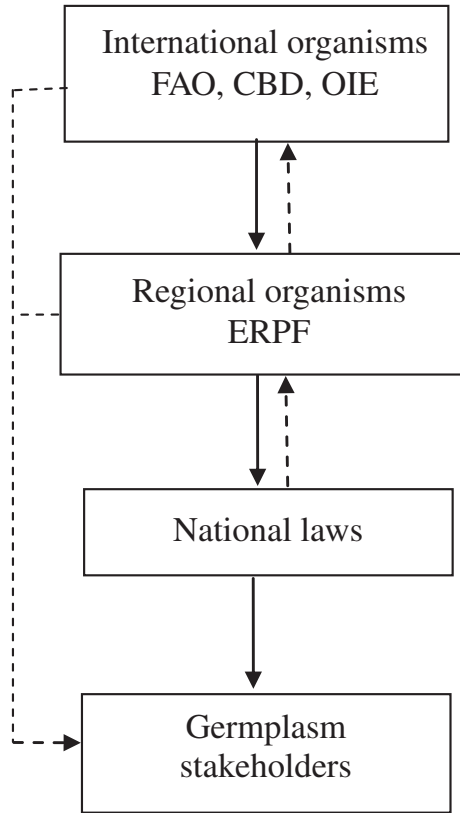 International organisms
FAO, CBD, OIE
Regional organisms
ERPF
National laws
Germplasm
stakeholders